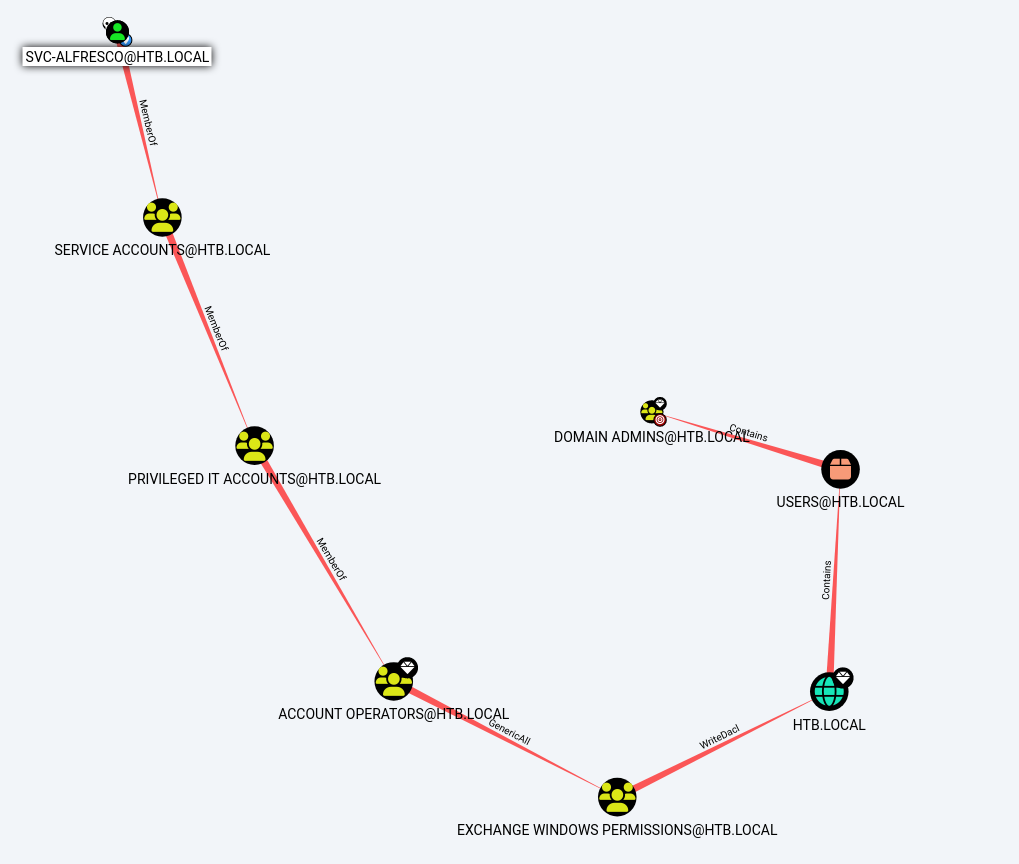 SVC-ALFRESCO@HTB.LOCAL
MemberOf
SERVICE ACCOUNTS@HTB.LOCAL
MemberOf
PRIVILEGED IT ACCOUNTS@HTB.LOCAL
MemberOf
ACCOUNT OPERATORS@HTB.LOCAL
GenericAll
EXCHANGE WINDOWS PERMISSIONS@HTB.LOCAL
WriteDacl
HTB.LOCAL
Contains
USERS@HTB.LOCAL
Contains
DOMAIN ADMINS@HTB.LOCAL